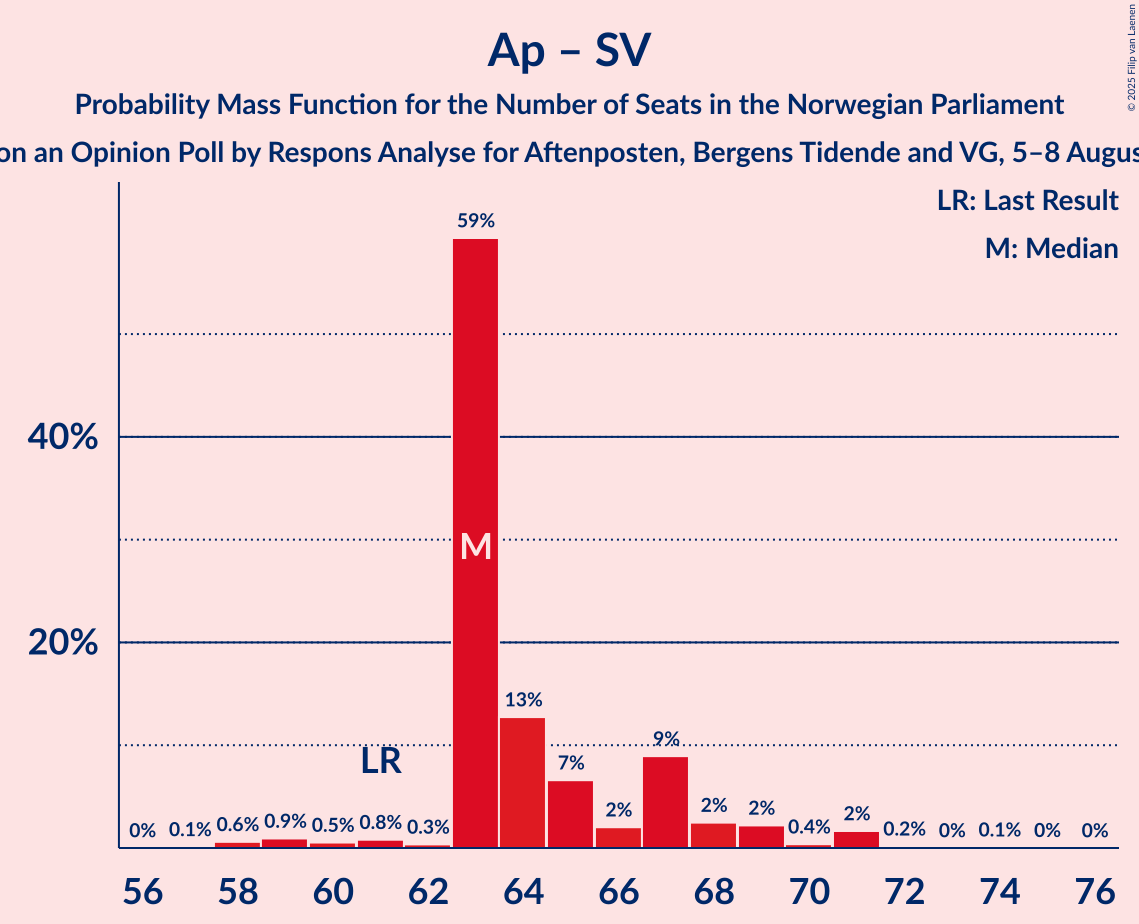 Ap – SV
Probability Mass Function for the Number of Seats in the Norwegian Parliament
on an Opinion Poll by Respons Analyse for Aftenposten, Bergens Tidende and VG, 5–8 Augus
© 2025 Filip van Laenen
LR: Last Result
M: Median
59%
40%
M
20%
13%
LR
9%
7%
0% 0.1% 0.6% 0.9% 0.5% 0.8% 0.3% 2% 2% 2% 0.4% 2% 0.2% 0% 0.1% 0% 0%
56 58 60 62 64 66 68 70 72 74 76